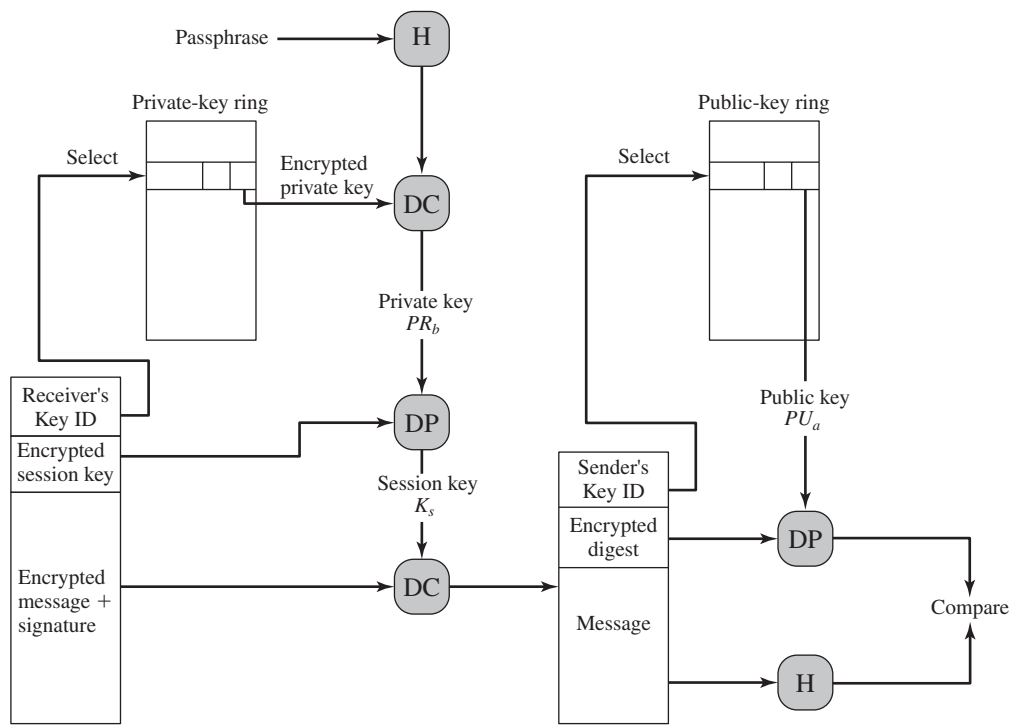 Passphrase
H
Private-key ring
Public-key ring
Select
Encrypted
private key
DC
Select
Private key
PR_b
Receiver's
Key ID
DP
Public key
PU_a
Encrypted
session key
Session key
K_s
Sender's
Key ID
Encrypted
digest
DP
Encrypted
message +
signature
DC
Message
Compare
H